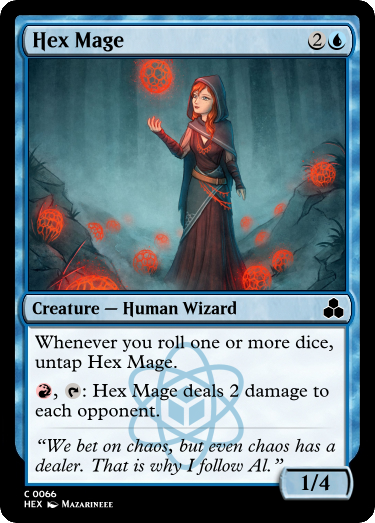 Hex Mage 2
Creature — Human Wizard
Whenever you roll one or more dice,
untap Hex Mage.
, : Hex Mage deals 2 damage to
each opponent.
“We bet on chaos, but even chaos has a
dealer. That is why I follow Al.”
1/4
C 0066
HEX Mazarineee